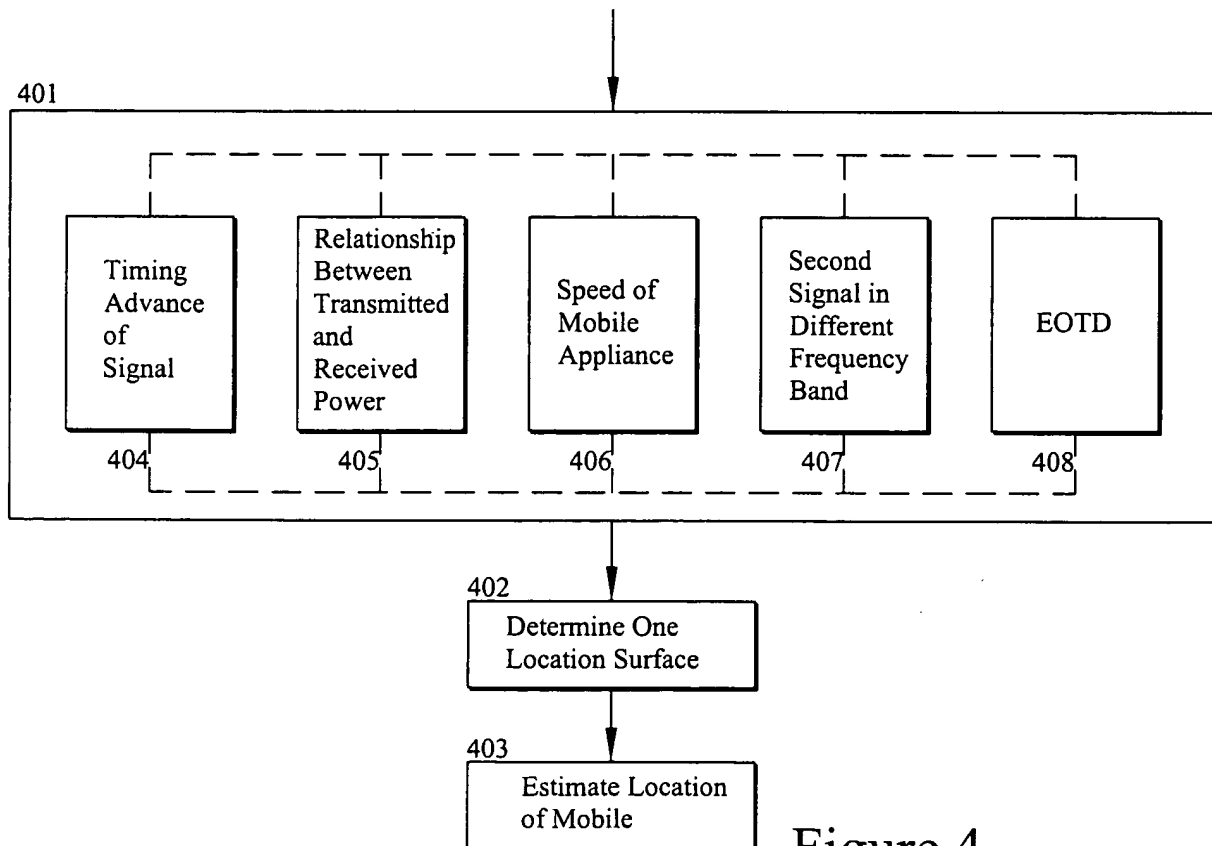 401
Timing
Advance
of
Signal
404
Relationship
Between
Transmitted
and
Received
Power
405
Speed of
Mobile
Appliance
406
Second
Signal in
Different
Frequency
Band
407
EOTD
408
402
Determine One
Location Surface
403
Estimate Location
of Mobile
Figure 4